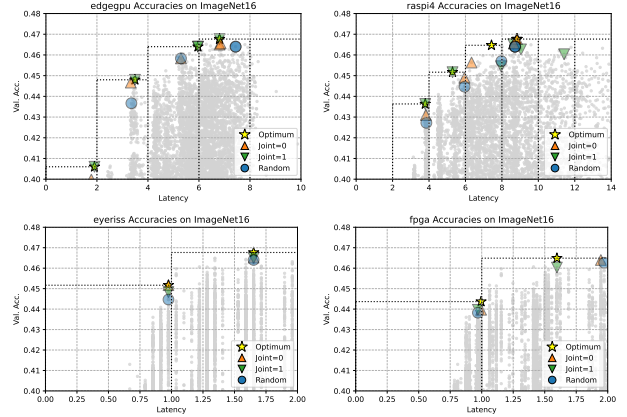 edgegpu Accuracies on ImageNet16
Val. Acc.
0.48
0.47
0.46
0.45
0.44
0.43
0.42
0.41
0.40
0 2 4 6 8 10
Latency
Optimum
Joint=0
Joint=1
Random
raspi4 Accuracies on ImageNet16
Val. Acc.
0.48
0.47
0.46
0.45
0.44
0.43
0.42
0.41
0.40
0 2 4 6 8 10 12 14
Latency
Optimum
Joint=0
Joint=1
Random
eyeriss Accuracies on ImageNet16
Val. Acc.
0.48
0.47
0.46
0.45
0.44
0.43
0.42
0.41
0.40
0.00 0.25 0.50 0.75 1.00 1.25 1.50 1.75 2.00
Latency
Optimum
Joint=0
Joint=1
Random
fpga Accuracies on ImageNet16
Val. Acc.
0.48
0.47
0.46
0.45
0.44
0.43
0.42
0.41
0.40
0.00 0.25 0.50 0.75 1.00 1.25 1.50 1.75 2.00
Latency
Optimum
Joint=0
Joint=1
Random